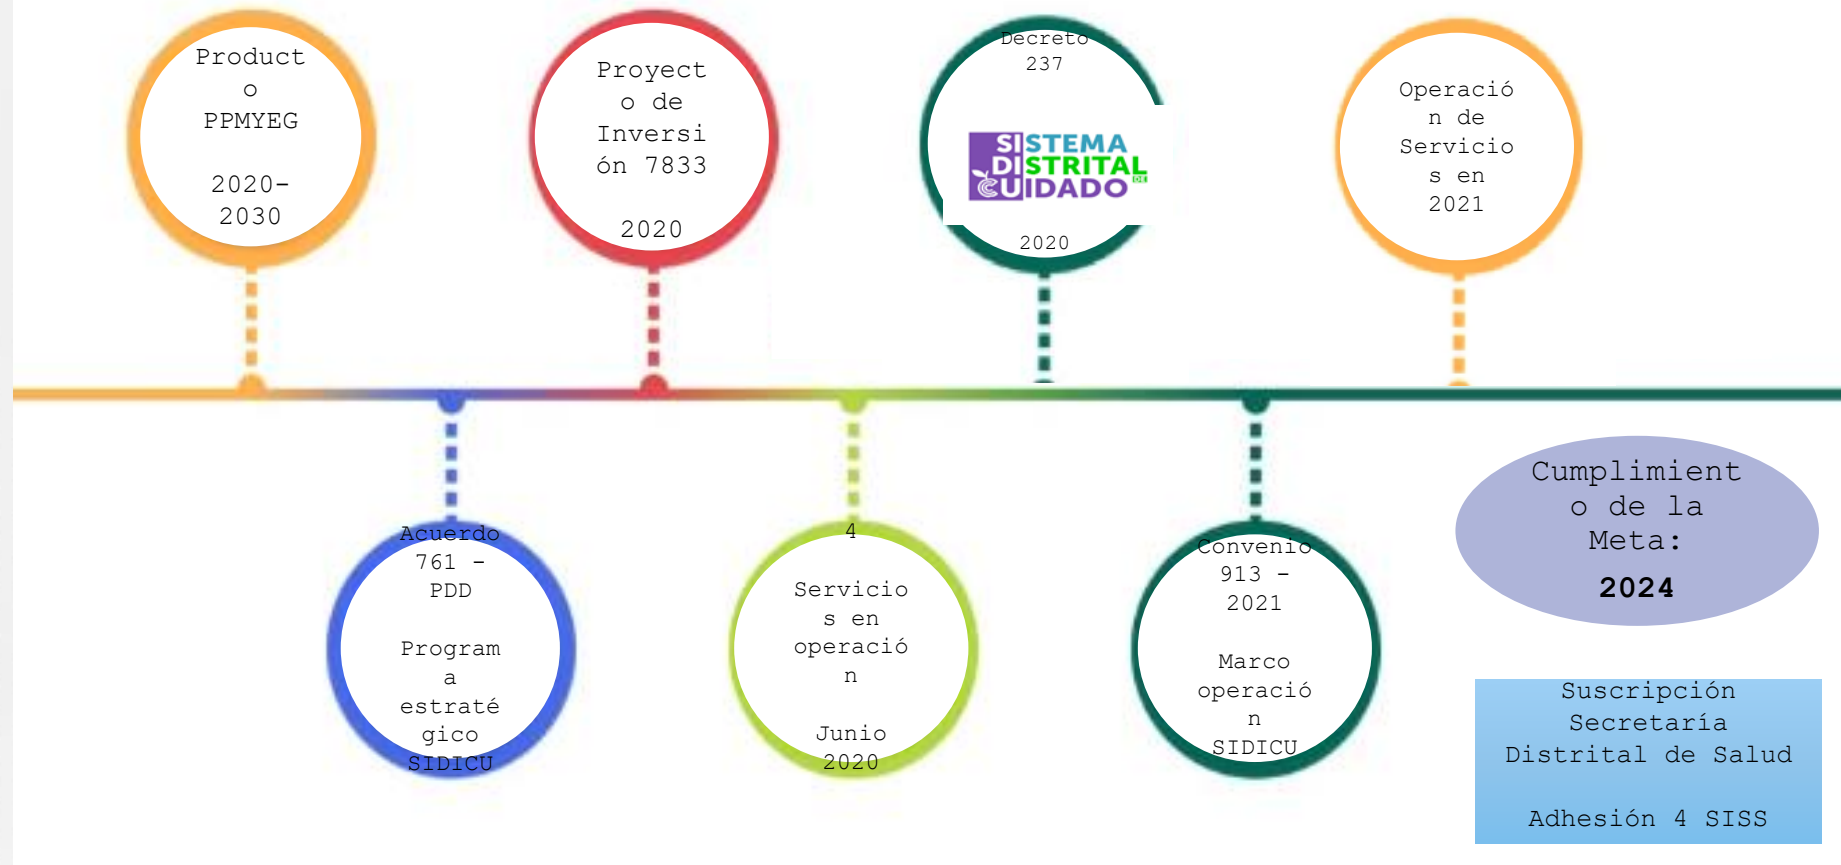 Product
o
PPMYEG
2020-
2030
Proyect
o de
Inversi
ón 7833
2020
Decreto
237
SISTEMA
DISTRITAL
DE
CUIDADO
2020
Operació
n de
Servicio
s en
2021
Acuerdo
761 -
PDD
Program
a
estraté
gico
SIDICU
4
Servicio
s en
operació
n
Junio
2020
Convenio
913 -
2021
Marco
operació
n
SIDICU
Cumplimient
o de la
Meta:
2024
Suscripción
Secretaría
Distrital de Salud
Adhesión 4 SISS